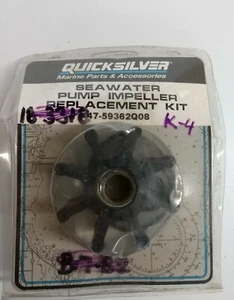 QUICKSILVER
Marine Parts & Accessories
SEAWATER
PUMP IMPELLER
REPLACEMENT KIT
47-59362Q08
K-4